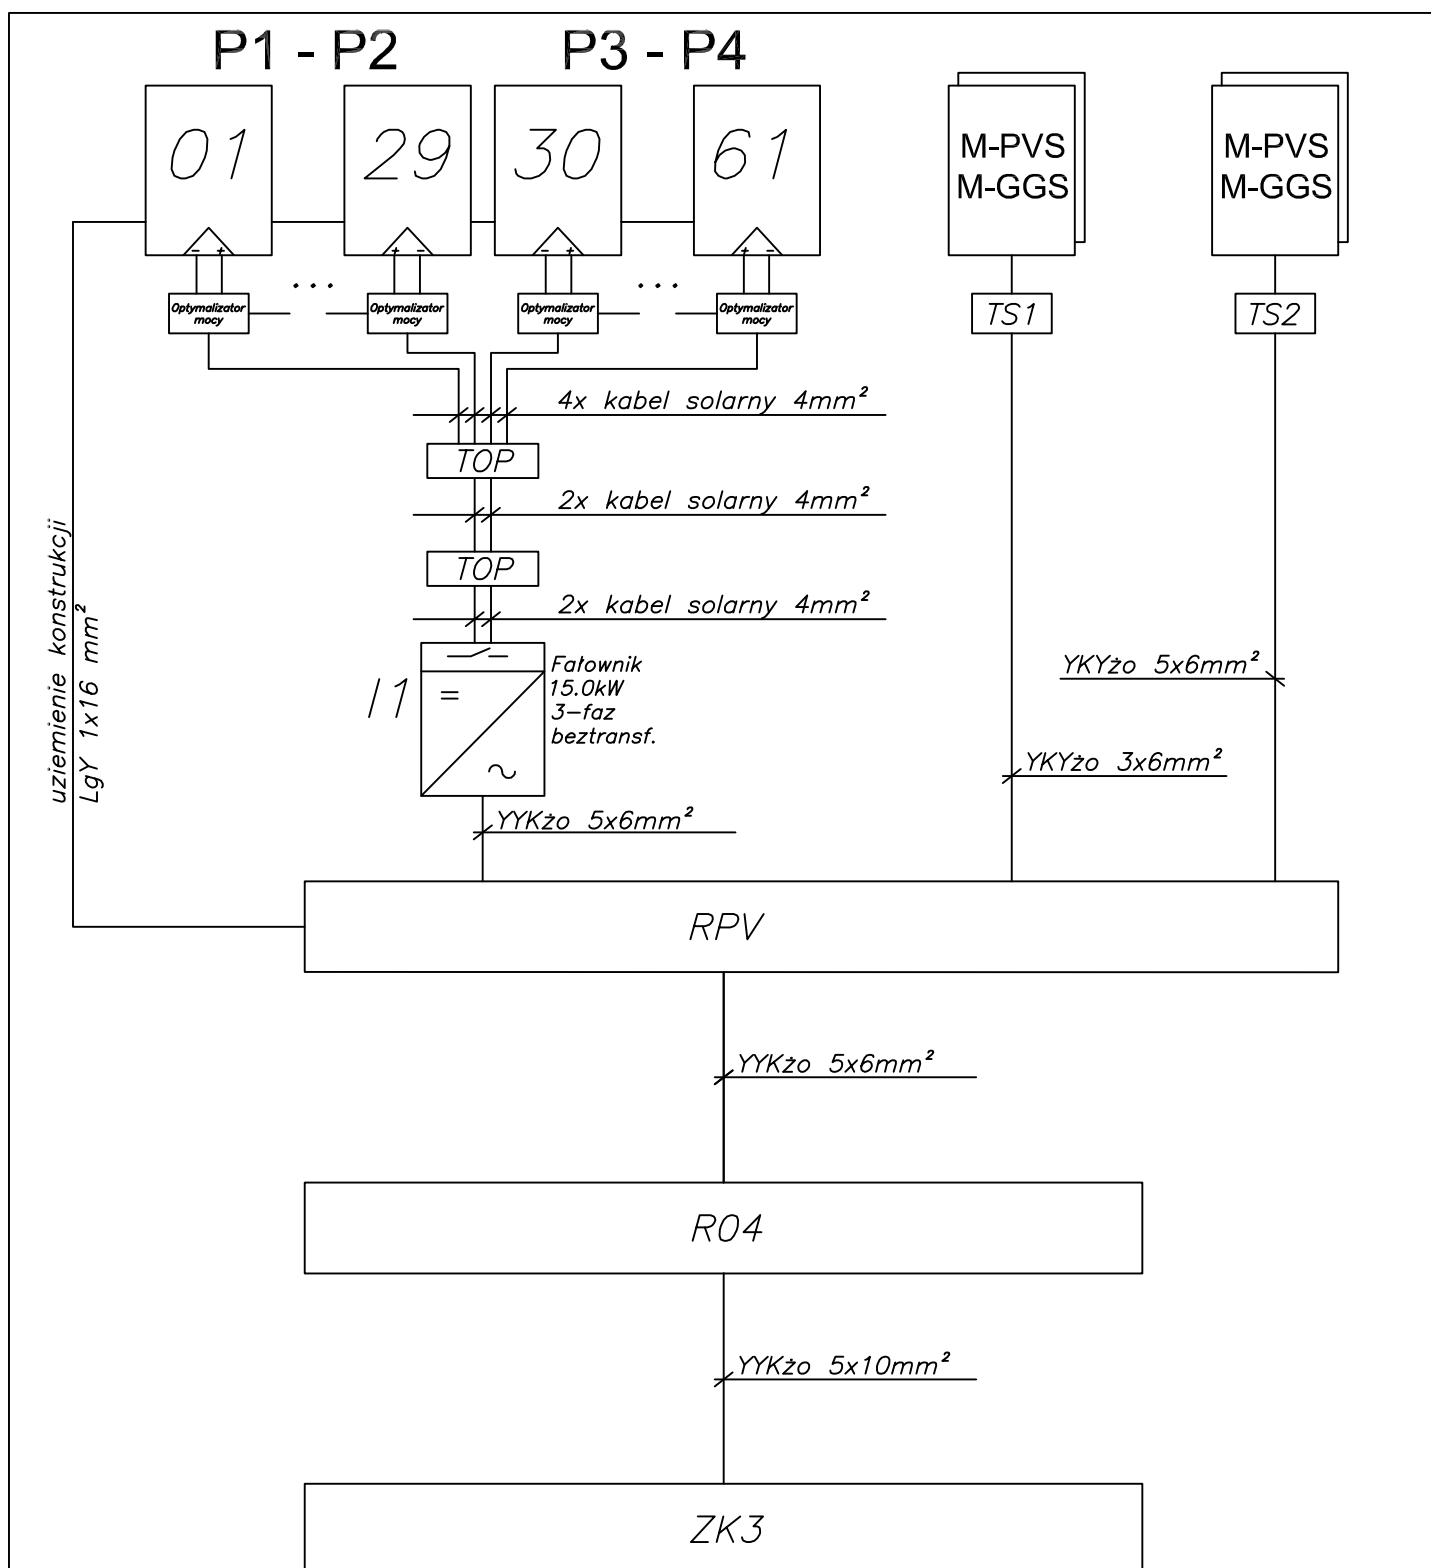 P1 - P2
P3 - P4
01
29
30
61
M-PVS
M-GGS
M-PVS
M-GGS
- +
+ -
- +
+ -
...
...
Optymalizator
mocy
Optymalizator
mocy
Optymalizator
mocy
Optymalizator
mocy
TS1
TS2
4x kabel solarny 4mm²
TOP
2x kabel solarny 4mm²
TOP
2x kabel solarny 4mm²
uziemienie konstrukcji
LgY 1x16 mm²
I1
=
~
Fałownik
15.0kW
3-faz
beztransf.
YKYżo 5x6mm²
YKYżo 3x6mm²
YYKżo 5x6mm²
RPV
YYKżo 5x6mm²
R04
YYKżo 5x10mm²
ZK3